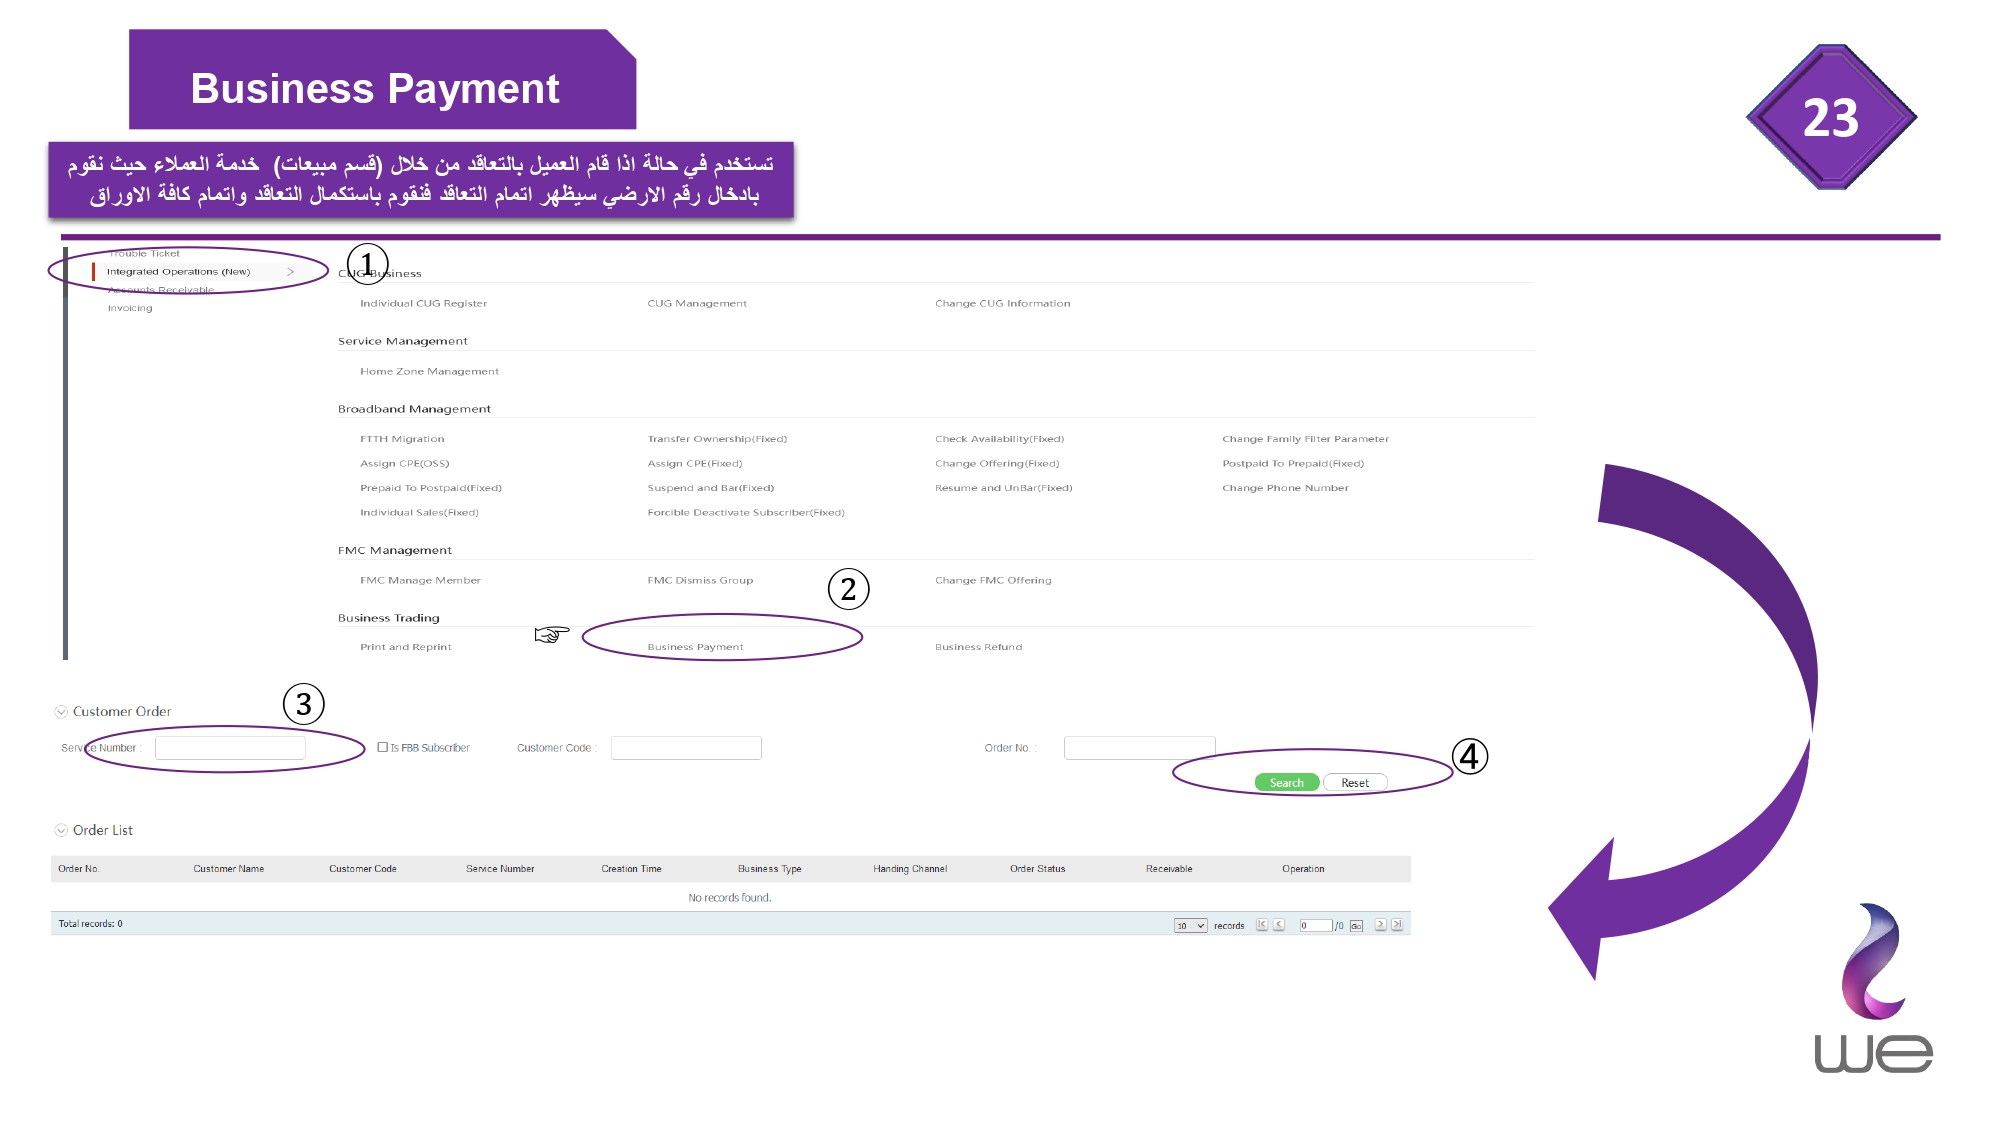 Business Payment
23
تستخدم في حالة اذا قام العميل بالتعاقد من خلال (قسم مبيعات) خدمة العملاء حيث نقوم
بادخال رقم الارضي سيظهر اتمام التعاقد فنقوم باستكمال التعاقد واتمام كافة الاوراق
Trouble Ticket
Integrated Operations (New) >
Accounts Receivable
Invoicing
①
CUG Business
Individual CUG Register CUG Management Change CUG Information
Service Management
Home Zone Management
Broadband Management
FTTH Migration Transfer Ownership(Fixed) Check Availability(Fixed) Change Family Filter Parameter
Assign CPE(OSS) Assign CPE(Fixed) Change Offering(Fixed) Postpaid To Prepaid(Fixed)
Prepaid To Postpaid(Fixed) Suspend and Bar(Fixed) Resume and UnBar(Fixed) Change Phone Number
Individual Sales(Fixed) Forcible Deactivate Subscriber(Fixed)
FMC Management
FMC Manage Member FMC Dismiss Group Change FMC Offering
②
Business Trading
Print and Reprint Business Payment Business Refund
Customer Order
③
Service Number : Is FBB Subscriber Customer Code : Order No. :
④
Search Reset
Order List
Order No. Customer Name Customer Code Service Number Creation Time Business Type Handing Channel Order Status Receivable Operation
No records found.
Total records: 0 10 records 0 /0 Go
we